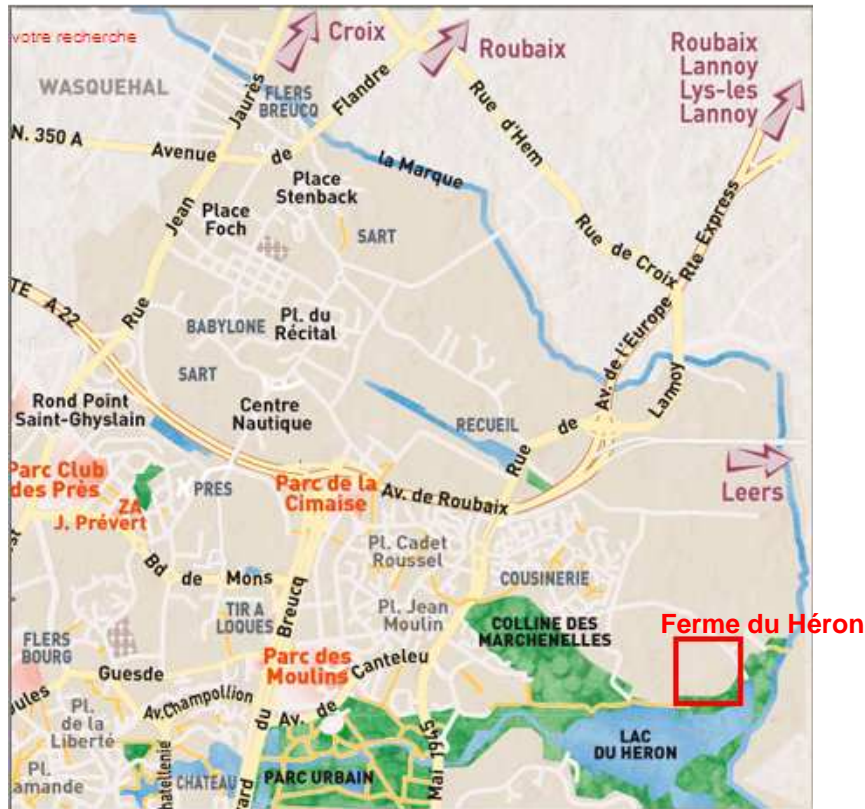 votre recherche
Croix
Roubaix
Roubaix
Lannoy
Lys-les
Lannoy
WASQUEHAL
FLERS
BREUCQ
Rue Jean Jaurès
N. 350 A
Avenue de Flandre
Rue d'Hem
la Marque
Place
Stenback
Place
Foch
SART
Rue de Croix
Rte Express
Av. de l'Europe
TE A 22
BABYLONE
Pl. du
Récital
SART
Rond Point
Saint-Ghyslain
Centre
Nautique
RECUEIL
Rue de Lannoy
Leers
Parc Club
des Près
ZA
J. Prévert
PRES
Parc de la
Cimaise
Av. de Roubaix
Bd de Mons
Pl. Cadet
Roussel
COUSINERIE
TIR A
LOQUES
Breucq
Pl. Jean
Moulin
COLLINE DES
MARCHENELLES
Ferme du Héron
FLERS
BOURG
Parc des
Moulins
Jules Guesde
Av. de Canteleu
Av. Champollion
du
Pl.
de la
Liberté
Mai 1945
LAC
DU HERON
Pl.
amande
atellenie
CHATEAU
vard
PARC URBAIN